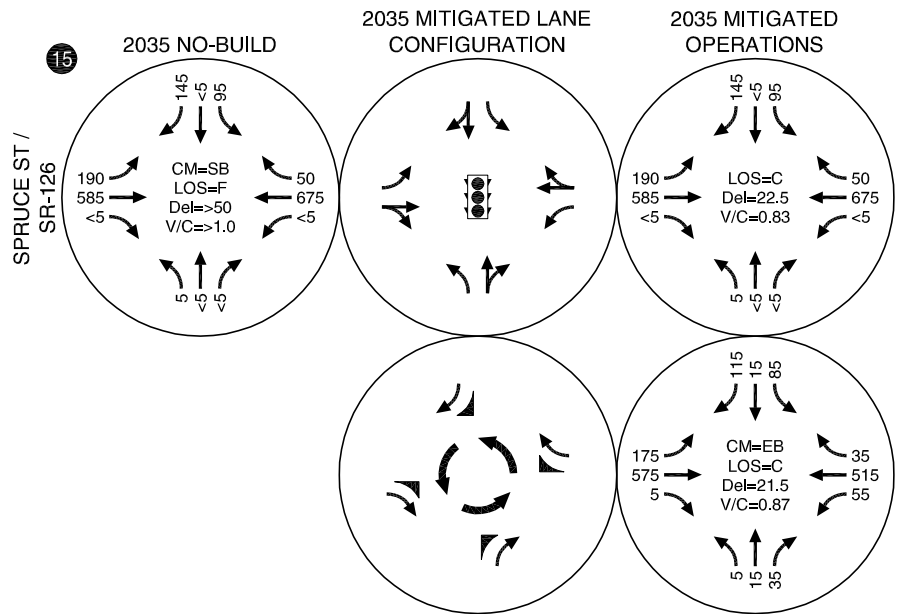 2035 NO-BUILD
2035 MITIGATED LANE
CONFIGURATION
2035 MITIGATED
OPERATIONS
15
SPRUCE ST /
SR-126
145
<5
95
190
585
<5
CM=SB
LOS=F
Del=>50
V/C=>1.0
50
675
<5
5
<5
<5
145
<5
95
190
585
<5
LOS=C
Del=22.5
V/C=0.83
50
675
<5
5
<5
<5
115
15
85
175
575
5
CM=EB
LOS=C
Del=21.5
V/C=0.87
35
515
55
5
15
35